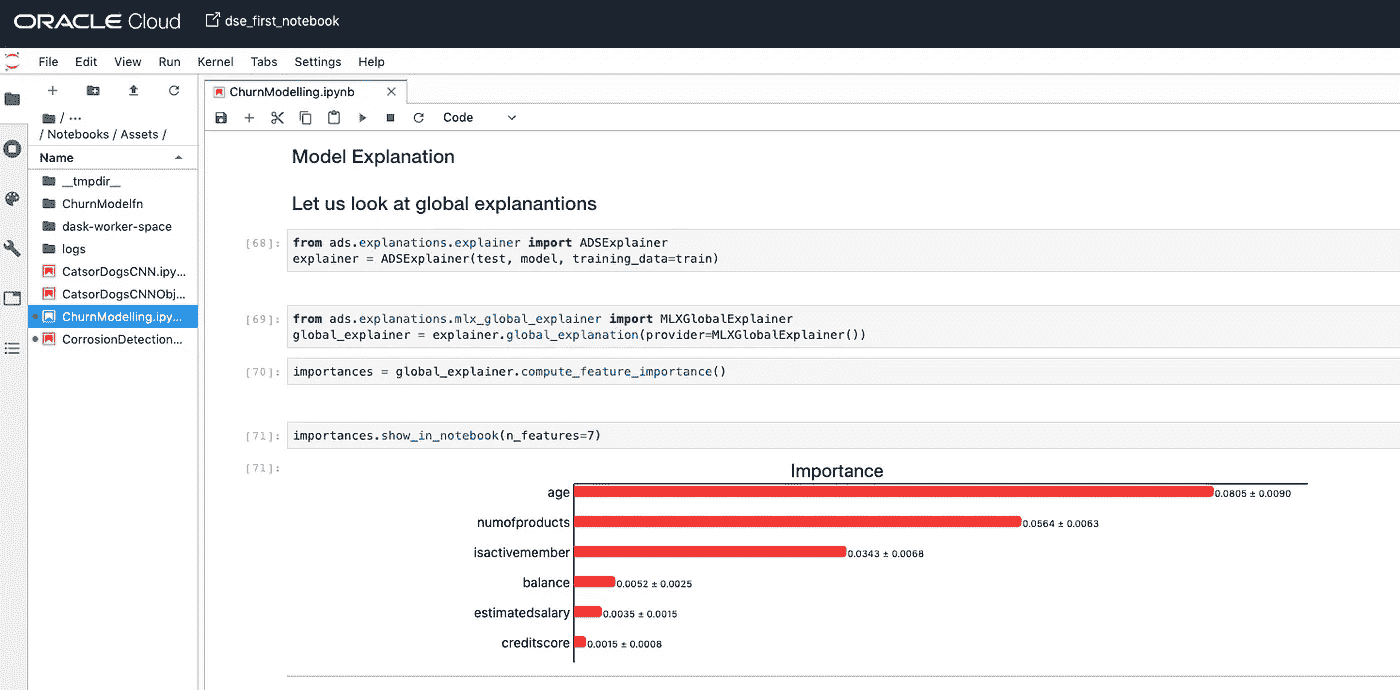 ORACLE Cloud
dse_first_notebook
File Edit View Run Kernel Tabs Settings Help
ChurnModelling.ipynb
Code
/ ...
/ Notebooks / Assets /
Name
__tmpdir__
ChurnModelfn
dask-worker-space
logs
CatsorDogsCNN.ipy...
CatsorDogsCNNObj...
ChurnModelling.ipy...
CorrosionDetection...
Model Explanation
Let us look at global explanantions
[68]:
from ads.explanations.explainer import ADSExplainer
explainer = ADSExplainer(test, model, training_data=train)
[69]:
from ads.explanations.mlx_global_explainer import MLXGlobalExplainer
global_explainer = explainer.global_explanation(provider=MLXGlobalExplainer())
[70]:
importances = global_explainer.compute_feature_importance()
[71]:
importances.show_in_notebook(n_features=7)
[71]:
Importance
age 0.0805 ± 0.0090
numofproducts 0.0564 ± 0.0063
isactivemember 0.0343 ± 0.0068
balance 0.0052 ± 0.0025
estimatedsalary 0.0035 ± 0.0015
creditscore 0.0015 ± 0.0008